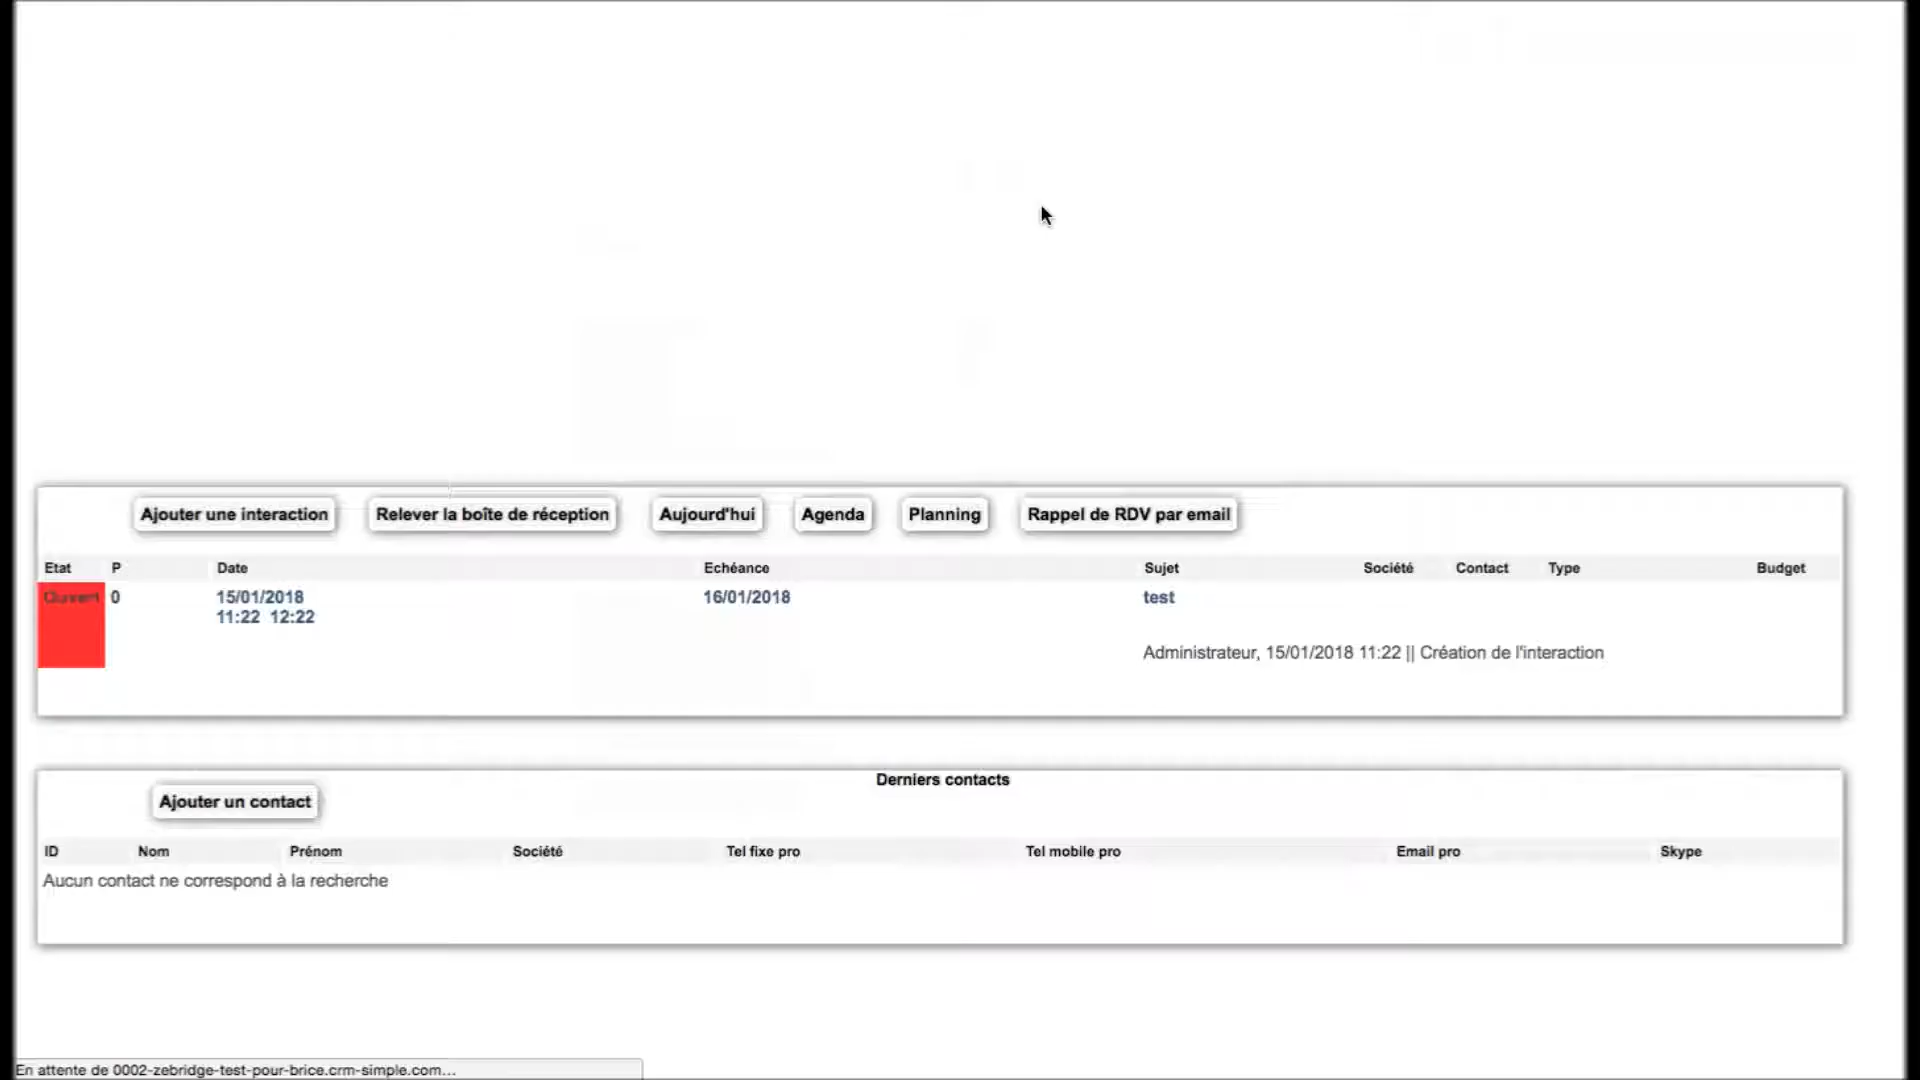 Ajouter une interaction Relever la boîte de réception Aujourd'hui Agenda Planning Rappel de RDV par email
Etat P Date Echéance Sujet Société Contact Type Budget
Ouvert 0 15/01/2018 16/01/2018 test
11:22 12:22
Administrateur, 15/01/2018 11:22 || Création de l'interaction
Derniers contacts
Ajouter un contact
ID Nom Prénom Société Tel fixe pro Tel mobile pro Email pro Skype
Aucun contact ne correspond à la recherche
En attente de 0002-zebridge-test-pour-brice.crm-simple.com...